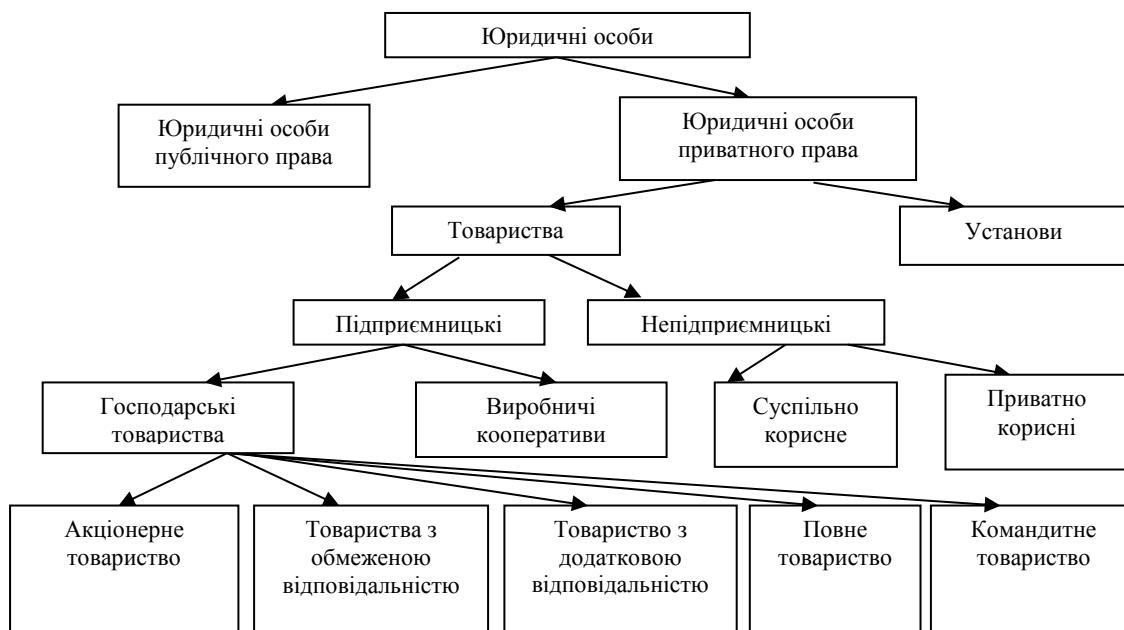 Юридичні особи
Юридичні особи
публічного права
Юридичні особи
приватного права
Товариства
Установи
Підприємницькі
Непідприємницькі
Господарські
товариства
Виробничі
кооперативи
Суспільно
корисне
Приватно
корисні
Акціонерне
товариство
Товариства з
обмеженою
відповідальністю
Товариство з
додатковою
відповідальністю
Повне
товариство
Командитне
товариство